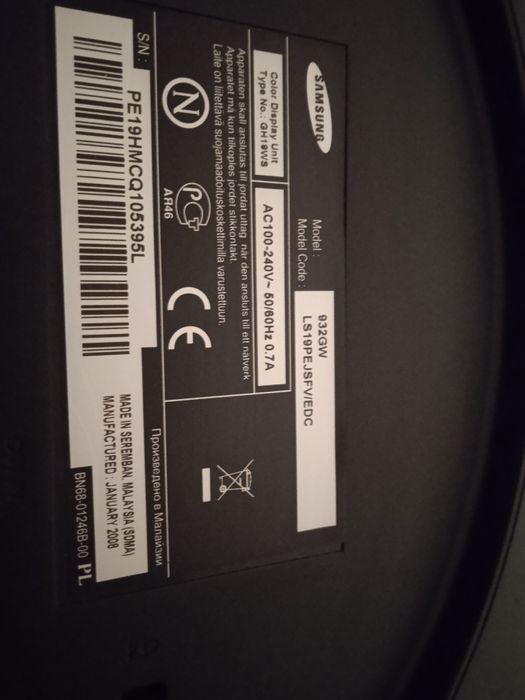 SAMSUNG
Model :
932GW
Model Code :
LS19PEJSFV/EDC
Color Display Unit
Type No.: GH19WS
AC100-240V~ 50/60Hz 0.7A
Apparaten skall anslutas till jordat uttag när den ansluts till ett nätverk
Apparatet må kun tilkoples jordet stikkontakt.
Laite on liitettävä suojamaadoituskoskettimilla varustettuun.
N
PG
AЯ46
CE
Произведено в Малайзии
S/N :
PE19HMCQ105395L
MADE IN SEREMBAN, MALAYSIA (SDMA)
MANUFACTURED : JANUARY 2008
BN68-01246B-00 PL